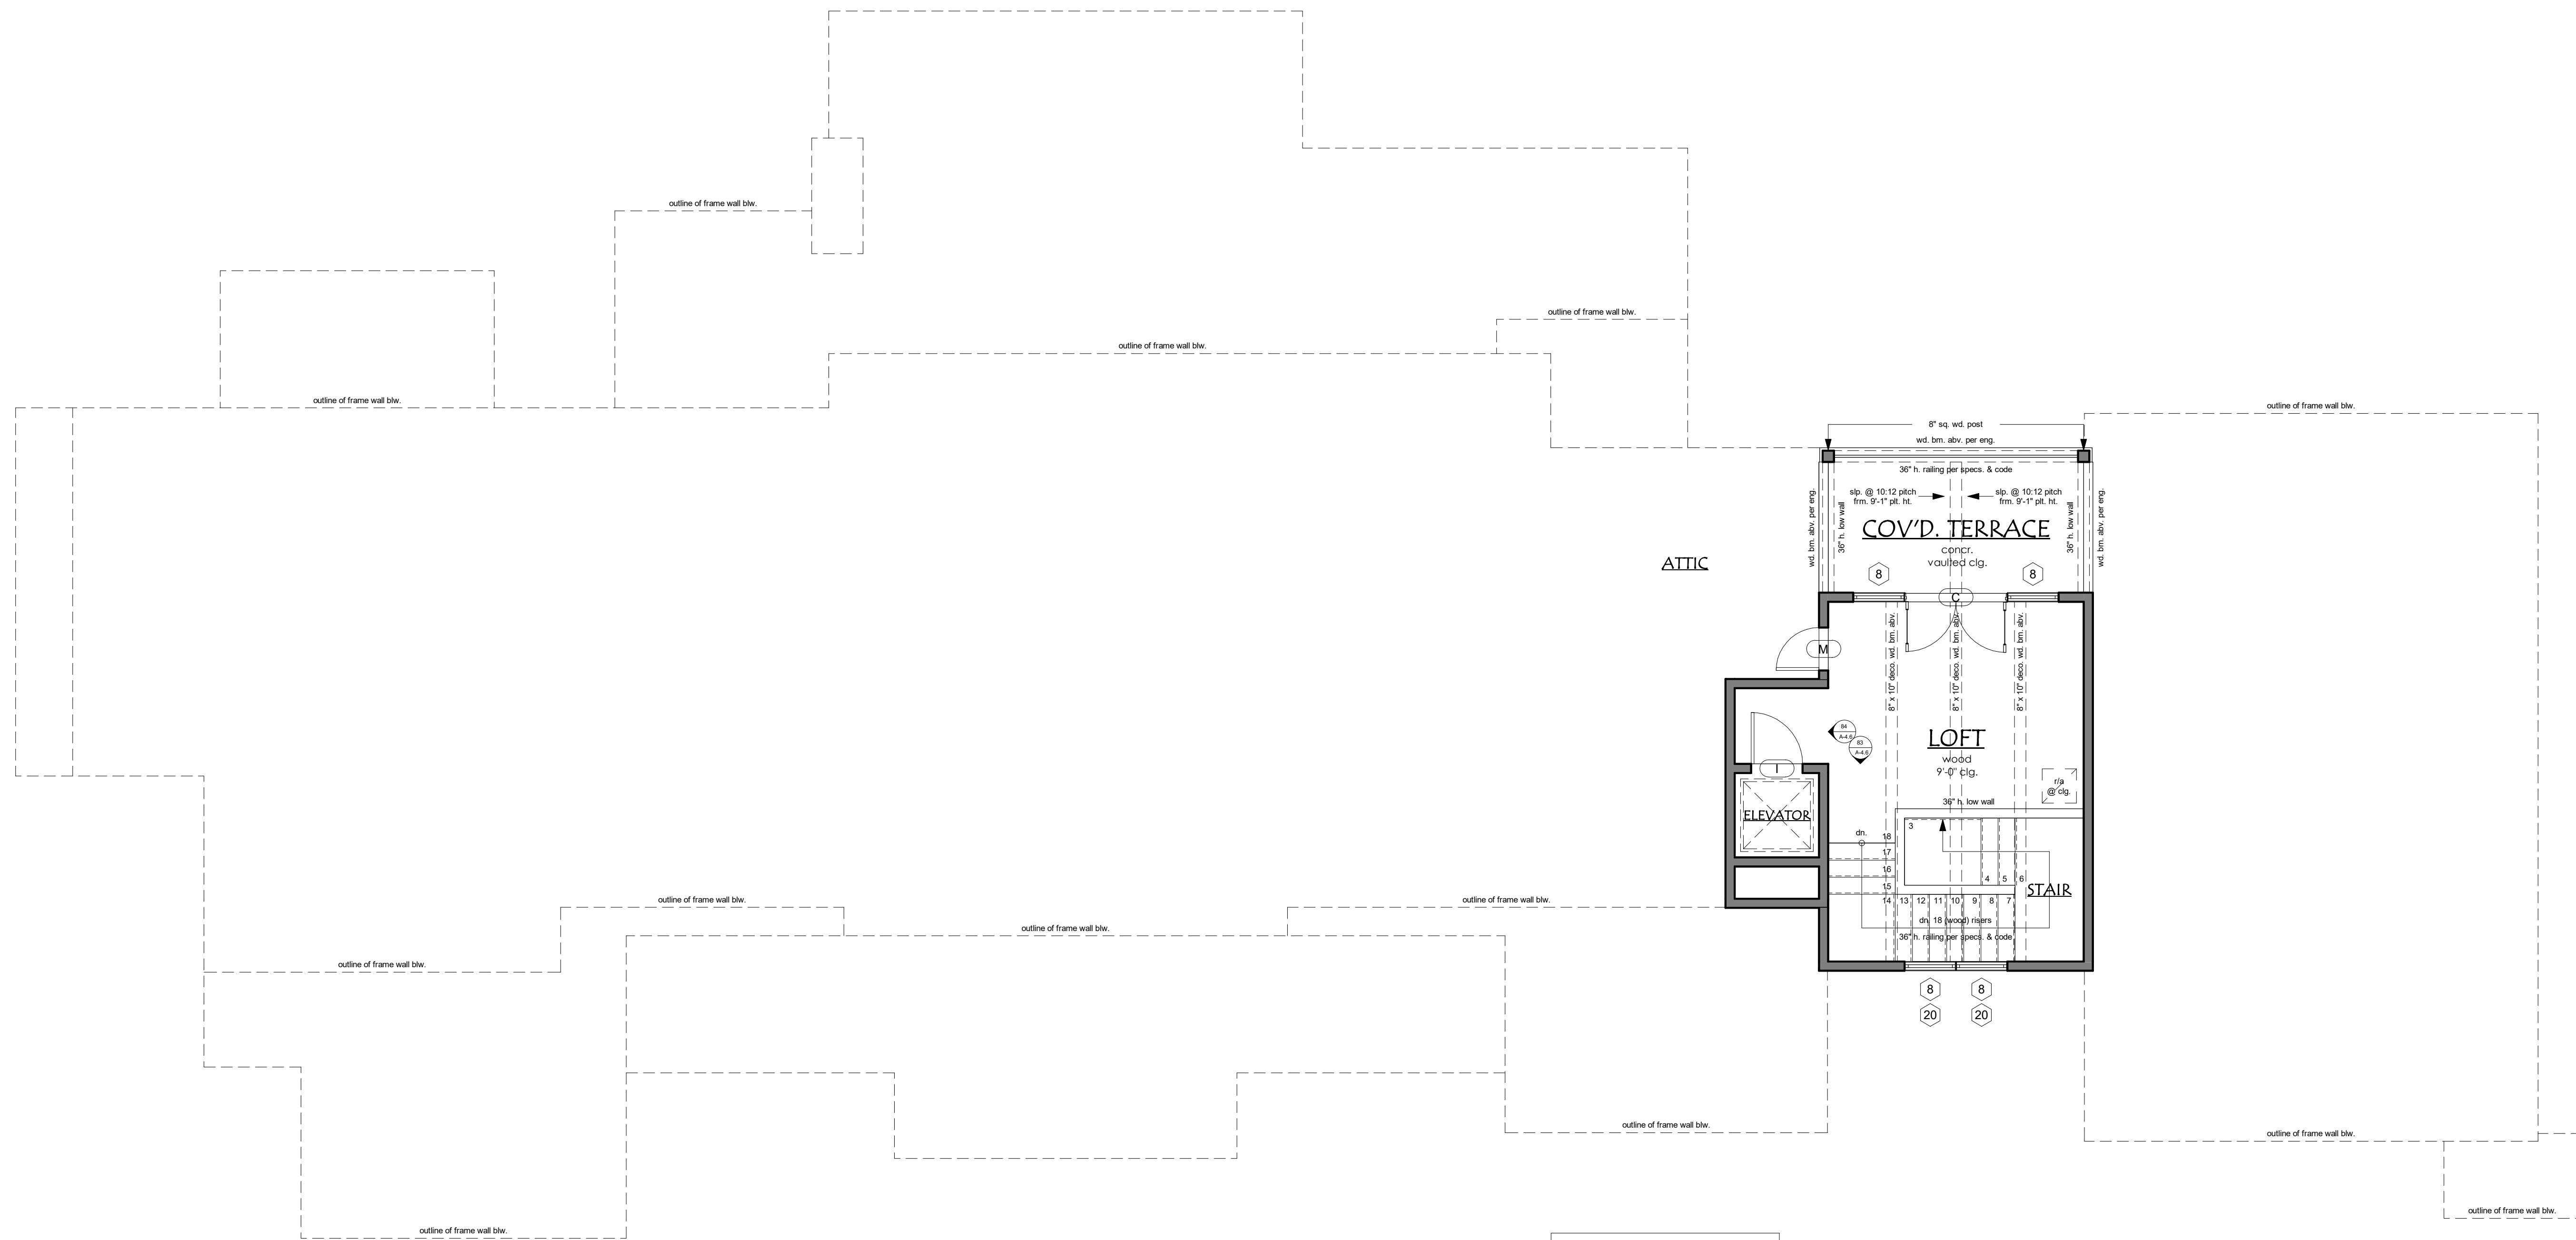 outline of frame wall blw.
outline of frame wall blw.
outline of frame wall blw.
outline of frame wall blw.
outline of frame wall blw.
8" sq. wd. post
wd. bm. abv. per eng.
36" h. railing per specs. & code
slp. @ 10:12 pitch
frm. 9'-1" plt. ht.
slp. @ 10:12 pitch
frm. 9'-1" plt. ht.
wd. bm. abv. per eng.
36" h. low wall
36" h. low wall
wd. bm. abv. per eng.
COV'D. TERRACE
concr.
vaulted clg.
ATTIC
8
8
C
M
8" x 10" deco. wd. bm. abv.
8" x 10" deco. wd. bm. abv.
8" x 10" deco. wd. bm. abv.
84
A-4.6
83
A-4.6
LOFT
wood
9'-0" clg.
I
r/a
@ clg.
36" h. low wall
ELEVATOR
dn.
3
18
17
16
15
4
5
6
STAIR
14
13
12
11
10
9
8
7
dn. 18 (wood) risers
36" h. railing per specs. & code
8
8
20
20
outline of frame wall blw.
outline of frame wall blw.
outline of frame wall blw.
outline of frame wall blw.
outline of frame wall blw.
outline of frame wall blw.
outline of frame wall blw.
outline of frame wall blw.